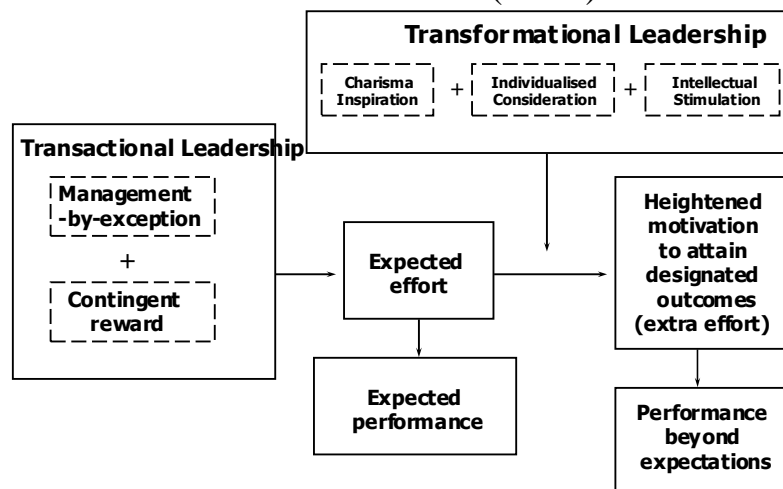 Transformational Leadership
Charisma
Inspiration
+
Individualised
Consideration
+
Intellectual
Stimulation
Transactional Leadership
Management
-by-exception
+
Contingent
reward
Expected
effort
Heightened
motivation
to attain
designated
outcomes
(extra effort)
Expected
performance
Performance
beyond
expectations